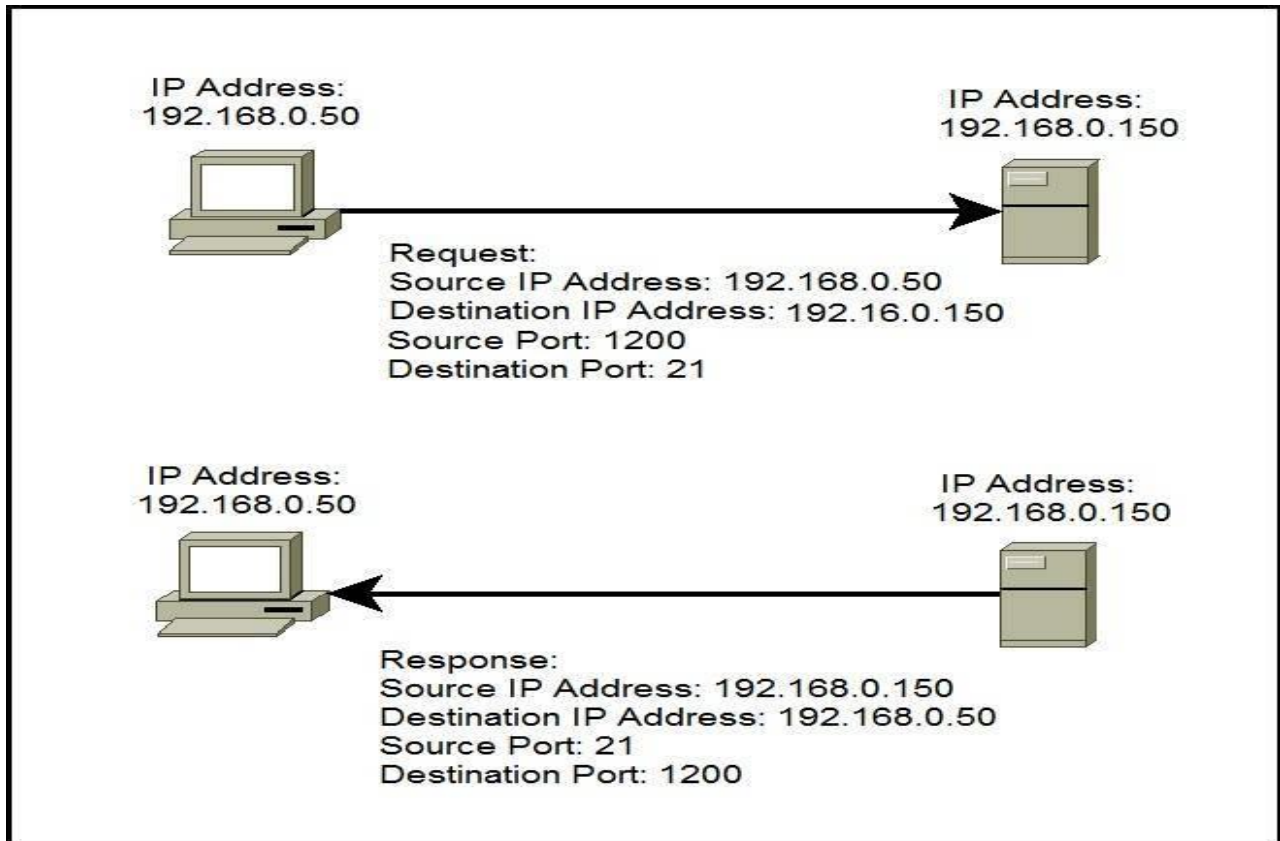 IP Address:
192.168.0.50
IP Address:
192.168.0.150
Request:
Source IP Address: 192.168.0.50
Destination IP Address: 192.16.0.150
Source Port: 1200
Destination Port: 21
IP Address:
192.168.0.50
IP Address:
192.168.0.150
Response:
Source IP Address: 192.168.0.150
Destination IP Address: 192.168.0.50
Source Port: 21
Destination Port: 1200